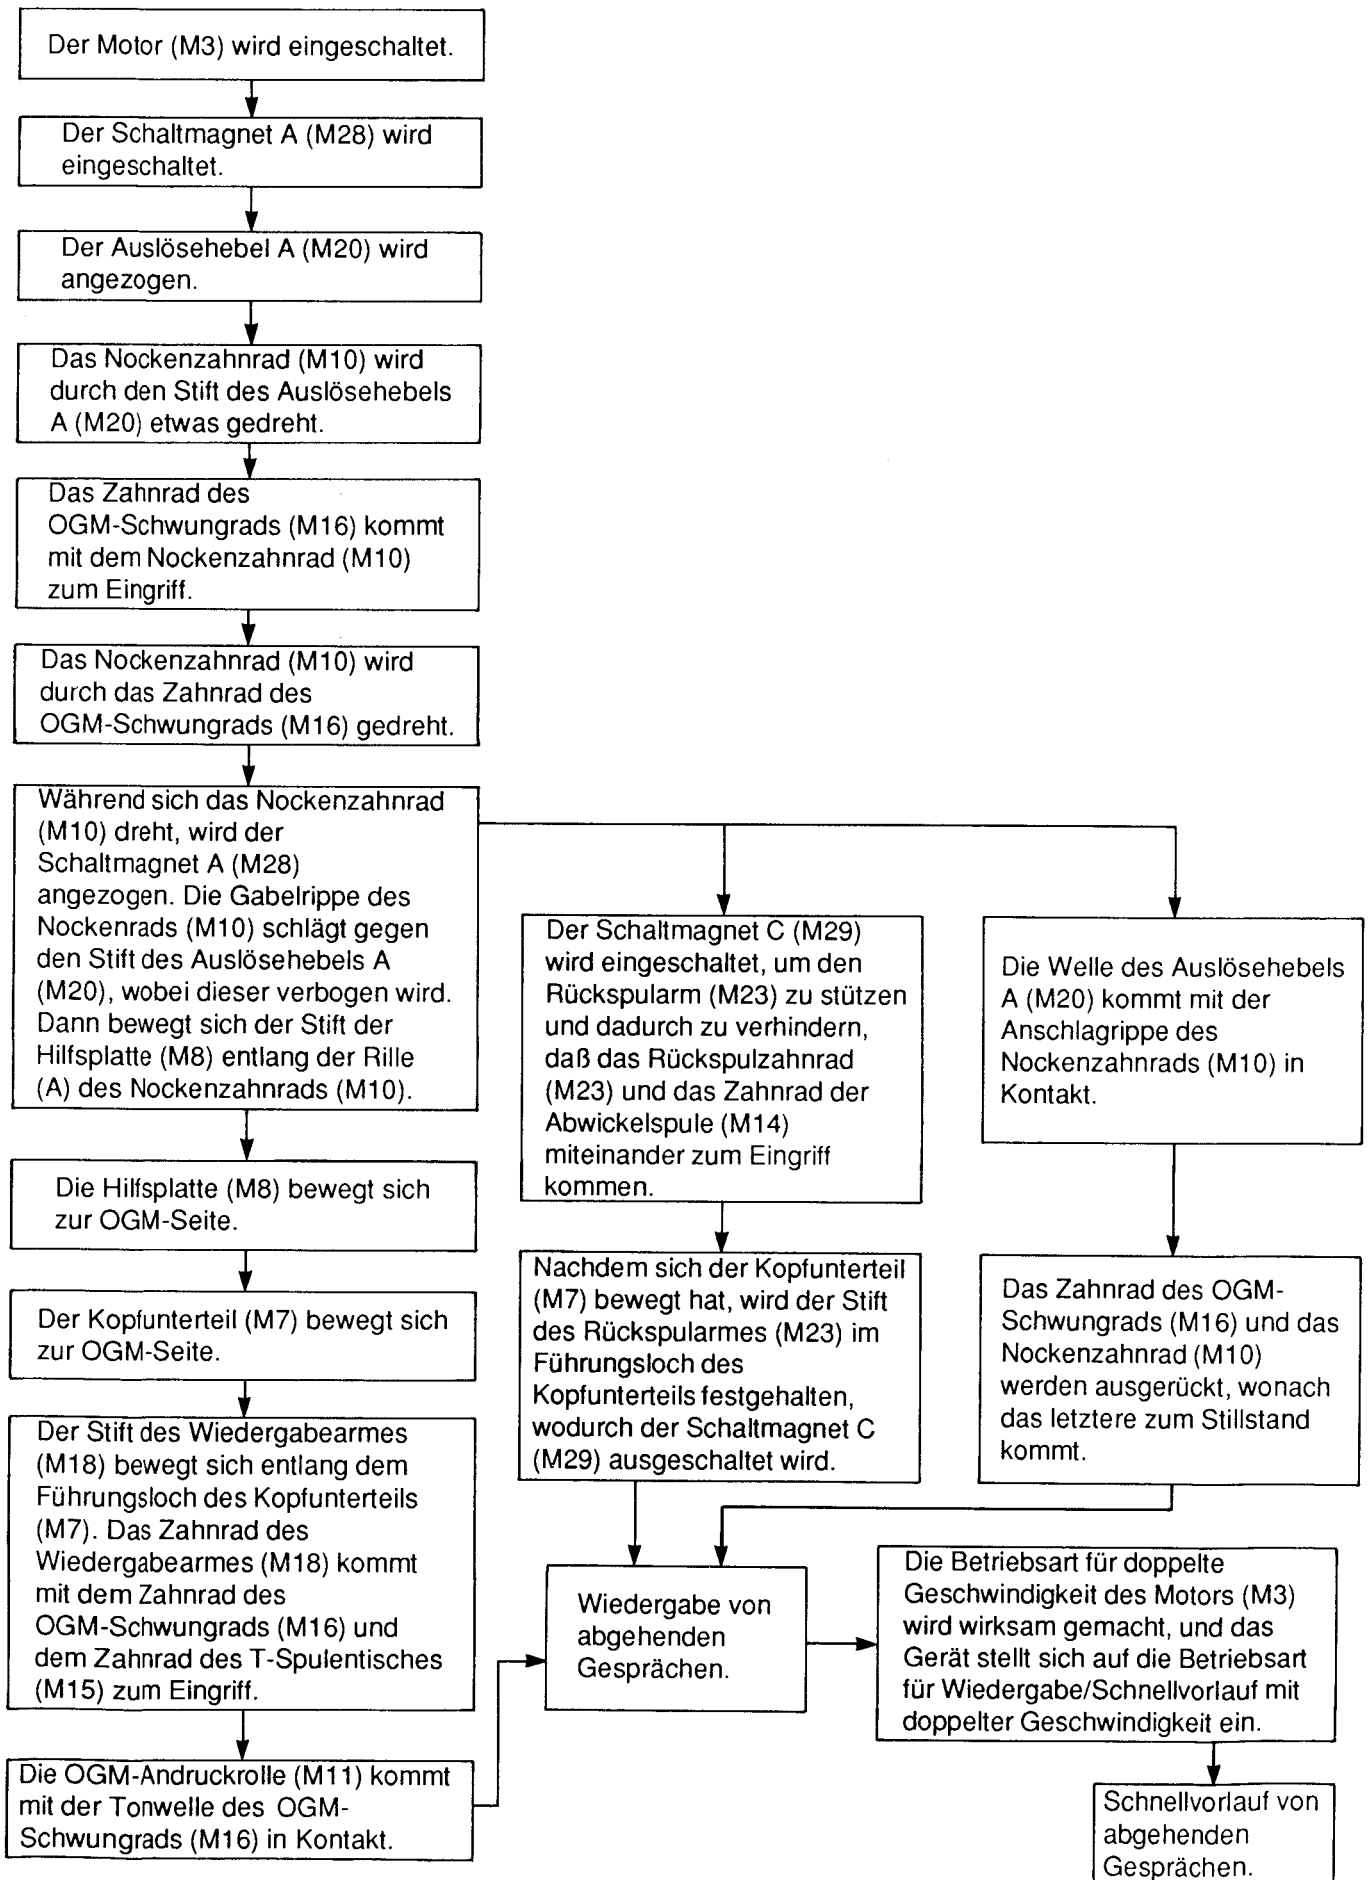 Der Motor (M3) wird eingeschaltet.
Der Schaltmagnet A (M28) wird
eingeschaltet.
Der Auslösehebel A (M20) wird
angezogen.
Das Nockenzahnrad (M10) wird
durch den Stift des Auslösehebels
A (M20) etwas gedreht.
Das Zahnrad des
OGM-Schwungrads (M16) kommt
mit dem Nockenzahnrad (M10)
zum Eingriff.
Das Nockenzahnrad (M10) wird
durch das Zahnrad des
OGM-Schwungrads (M16) gedreht.
Während sich das Nockenzahnrad
(M10) dreht, wird der
Schaltmagnet A (M28)
angezogen. Die Gabelrippe des
Nockenrads (M10) schlägt gegen
den Stift des Auslösehebels A
(M20), wobei dieser verbogen wird.
Dann bewegt sich der Stift der
Hilfsplatte (M8) entlang der Rille
(A) des Nockenzahnrads (M10).
Die Hilfsplatte (M8) bewegt sich
zur OGM-Seite.
Der Kopfunterteil (M7) bewegt sich
zur OGM-Seite.
Der Stift des Wiedergabearmes
(M18) bewegt sich entlang dem
Führungsloch des Kopfunterteils
(M7). Das Zahnrad des
Wiedergabearmes (M18) kommt
mit dem Zahnrad des
OGM-Schwungrads (M16) und
dem Zahnrad des T-Spulentisches
(M15) zum Eingriff.
Die OGM-Andruckrolle (M11) kommt
mit der Tonwelle des OGM-
Schwungrads (M16) in Kontakt.
Der Schaltmagnet C (M29)
wird eingeschaltet, um den
Rückspularm (M23) zu stützen
und dadurch zu verhindern,
daß das Rückspulzahnrad
(M23) und das Zahnrad der
Abwickelspule (M14)
miteinander zum Eingriff
kommen.
Nachdem sich der Kopfunterteil
(M7) bewegt hat, wird der Stift
des Rückspularmes (M23) im
Führungsloch des
Kopfunterteils festgehalten,
wodurch der Schaltmagnet C
(M29) ausgeschaltet wird.
Die Welle des Auslösehebels
A (M20) kommt mit der
Anschlagrippe des
Nockenzahnrads (M10) in
Kontakt.
Das Zahnrad des OGM-
Schwungrads (M16) und das
Nockenzahnrad (M10)
werden ausgerückt, wonach
das letztere zum Stillstand
kommt.
Wiedergabe von
abgehenden
Gesprächen.
Die Betriebsart für doppelte
Geschwindigkeit des Motors (M3)
wird wirksam gemacht, und das
Gerät stellt sich auf die Betriebsart
für Wiedergabe/Schnellvorlauf mit
doppelter Geschwindigkeit ein.
Schnellvorlauf von
abgehenden
Gesprächen.